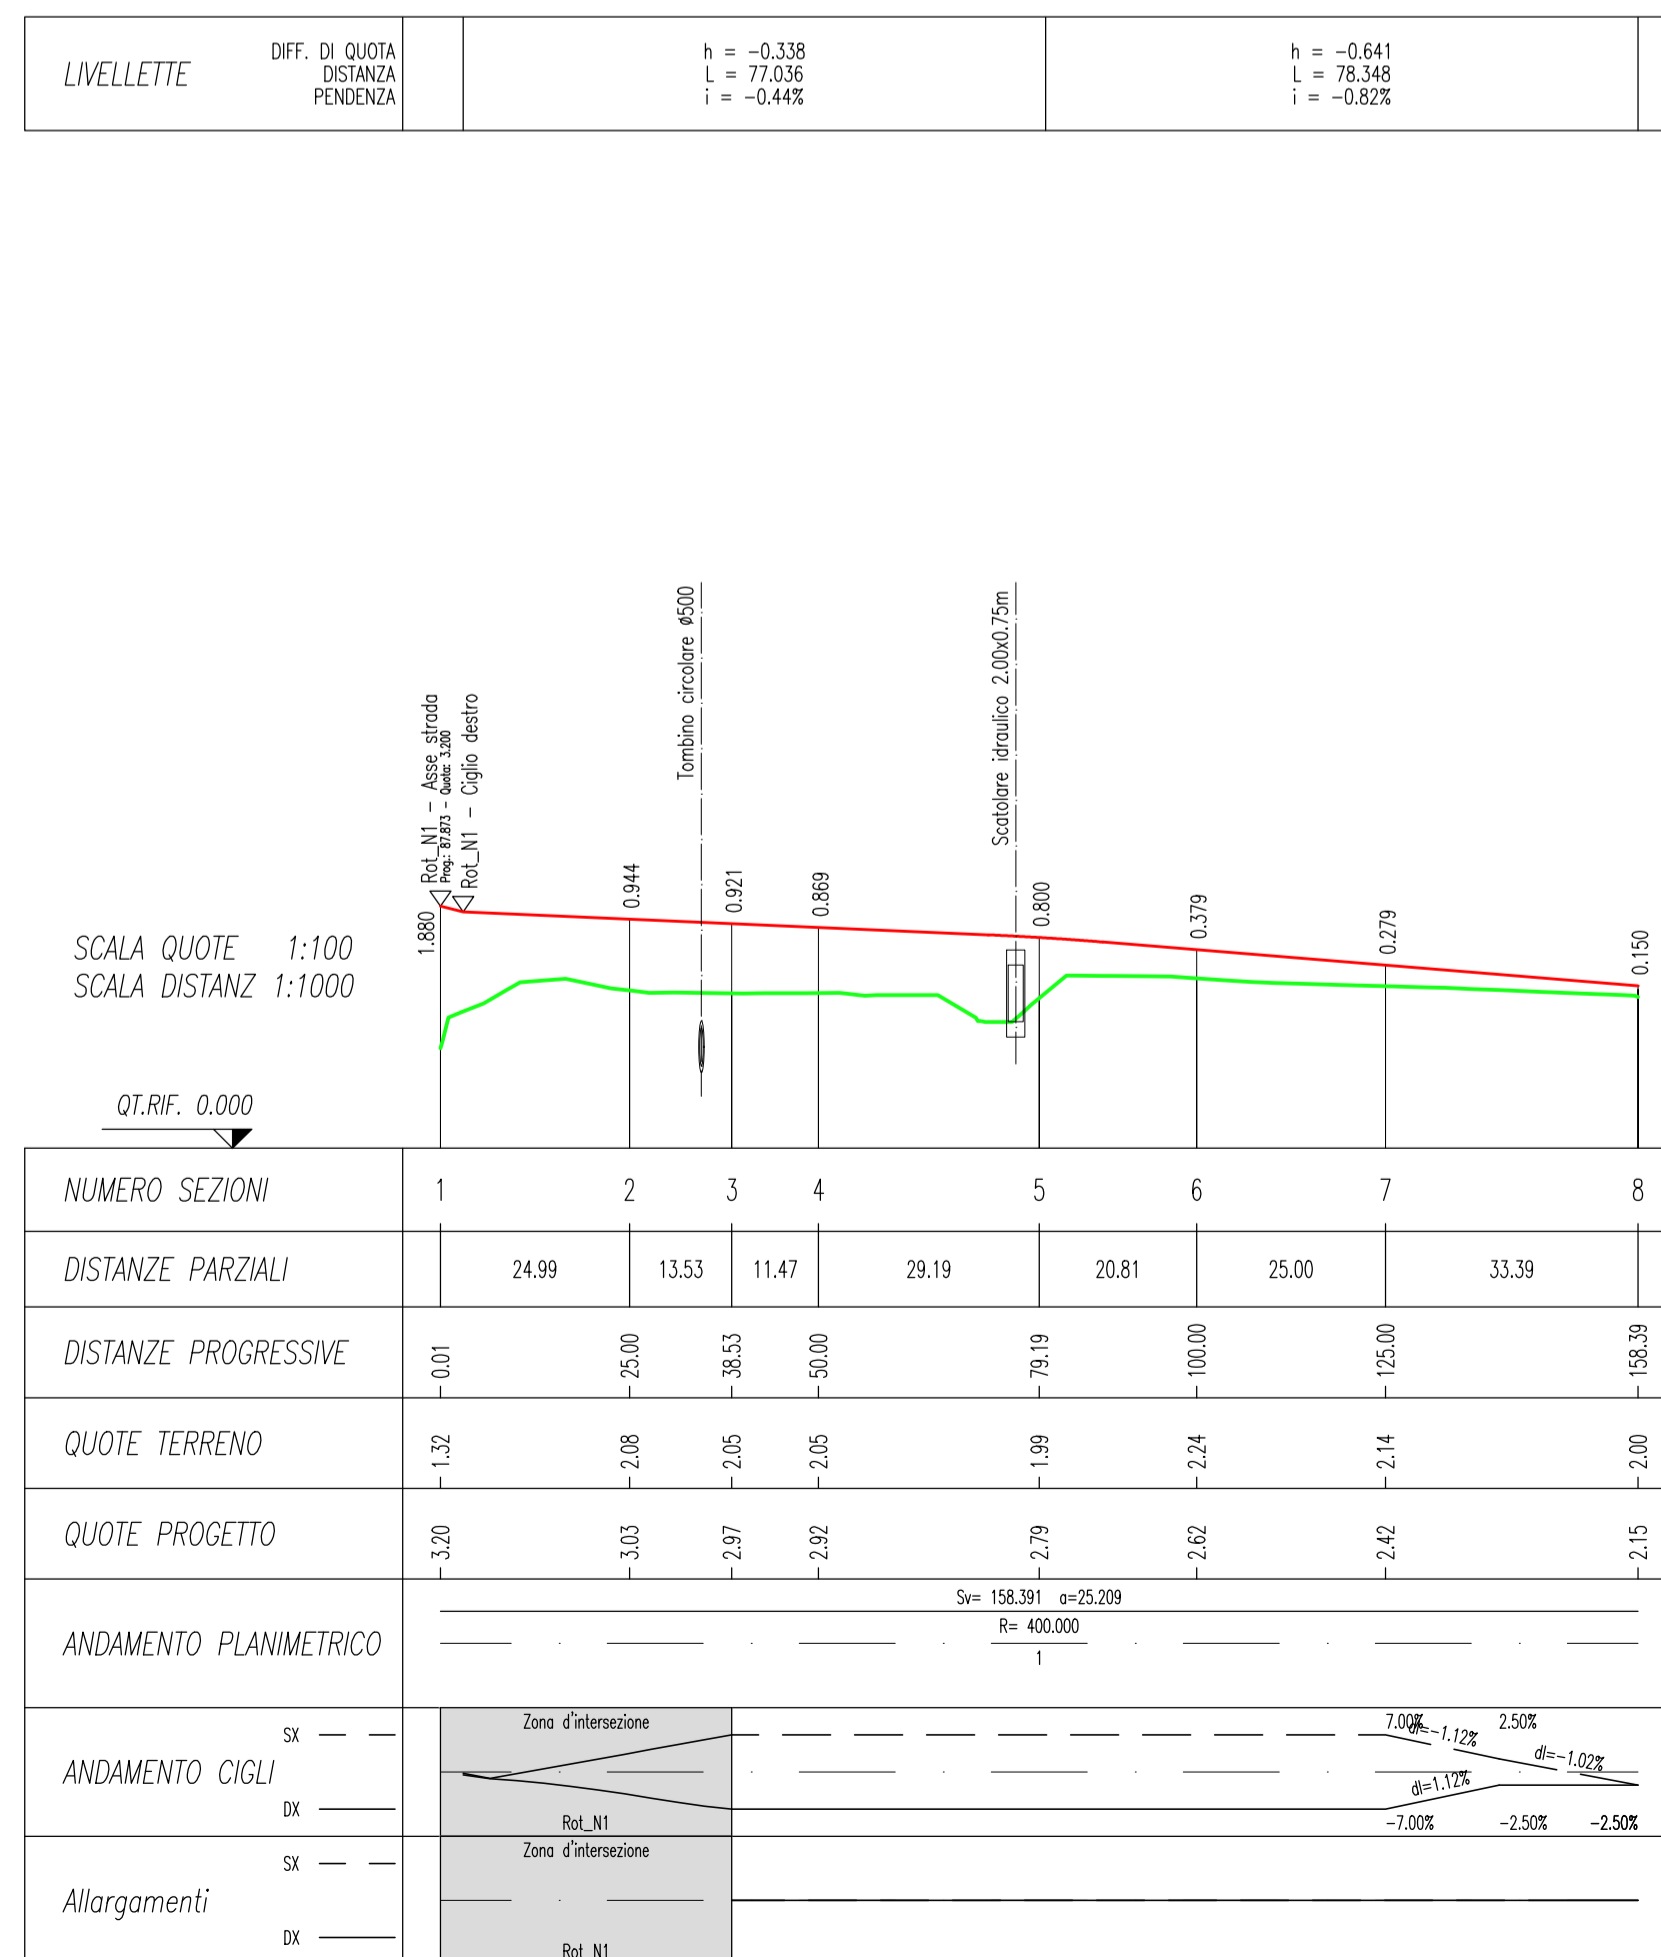 LIVELLETTE
DIFF. DI QUOTA
DISTANZA
PENDENZA
h = -0.338
L = 77.036
i = -0.44%
h = -0.641
L = 78.348
i = -0.82%
Rot_N1 - Asse strada
Prog.: 87.873 - Quota: 3.200
Rot_N1 - Ciglio destro
Tombino circolare ø500
Scatolare idraulico 2.00x0.75m
1.880
0.944
0.921
0.869
0.800
0.379
0.279
0.150
SCALA QUOTE 1:100
SCALA DISTANZ 1:1000
QT.RIF. 0.000
NUMERO SEZIONI 1 2 3 4 5 6 7 8
DISTANZE PARZIALI 24.99 13.53 11.47 29.19 20.81 25.00 33.39
DISTANZE PROGRESSIVE 0.01 25.00 38.53 50.00 79.19 100.00 125.00 158.39
QUOTE TERRENO 1.32 2.08 2.05 2.05 1.99 2.24 2.14 2.00
QUOTE PROGETTO 3.20 3.03 2.97 2.92 2.79 2.62 2.42 2.15
ANDAMENTO PLANIMETRICO
Sv= 158.391 a=25.209
R= 400.000
1
ANDAMENTO CIGLI
SX
DX
Zona d'intersezione
Rot_N1
7.00%
dl=-1.12%
2.50%
dl=-1.02%
dl=1.12%
-7.00%
-2.50%
-2.50%
Allargamenti
SX
DX
Zona d'intersezione
Rot_N1